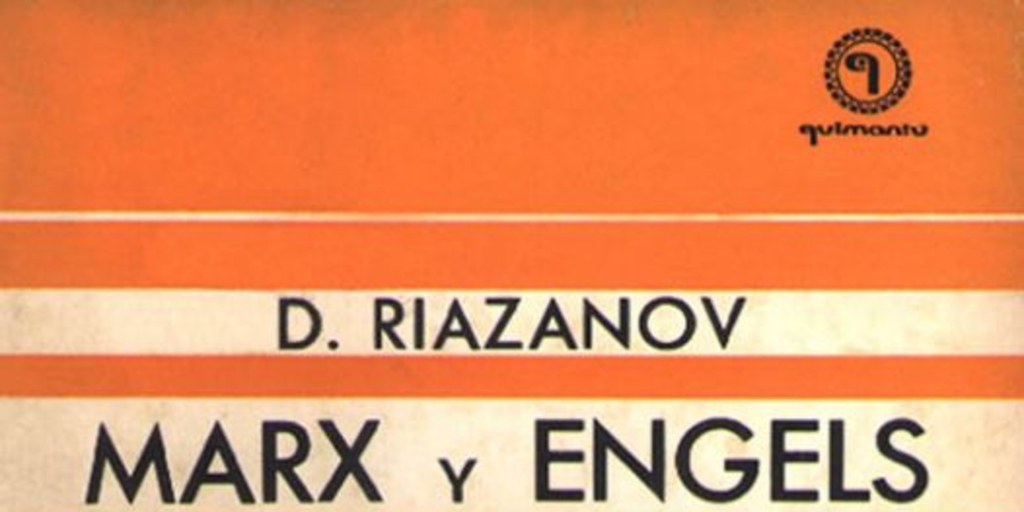 q
quimantú
D. RIAZANOV
MARX Y ENGELS